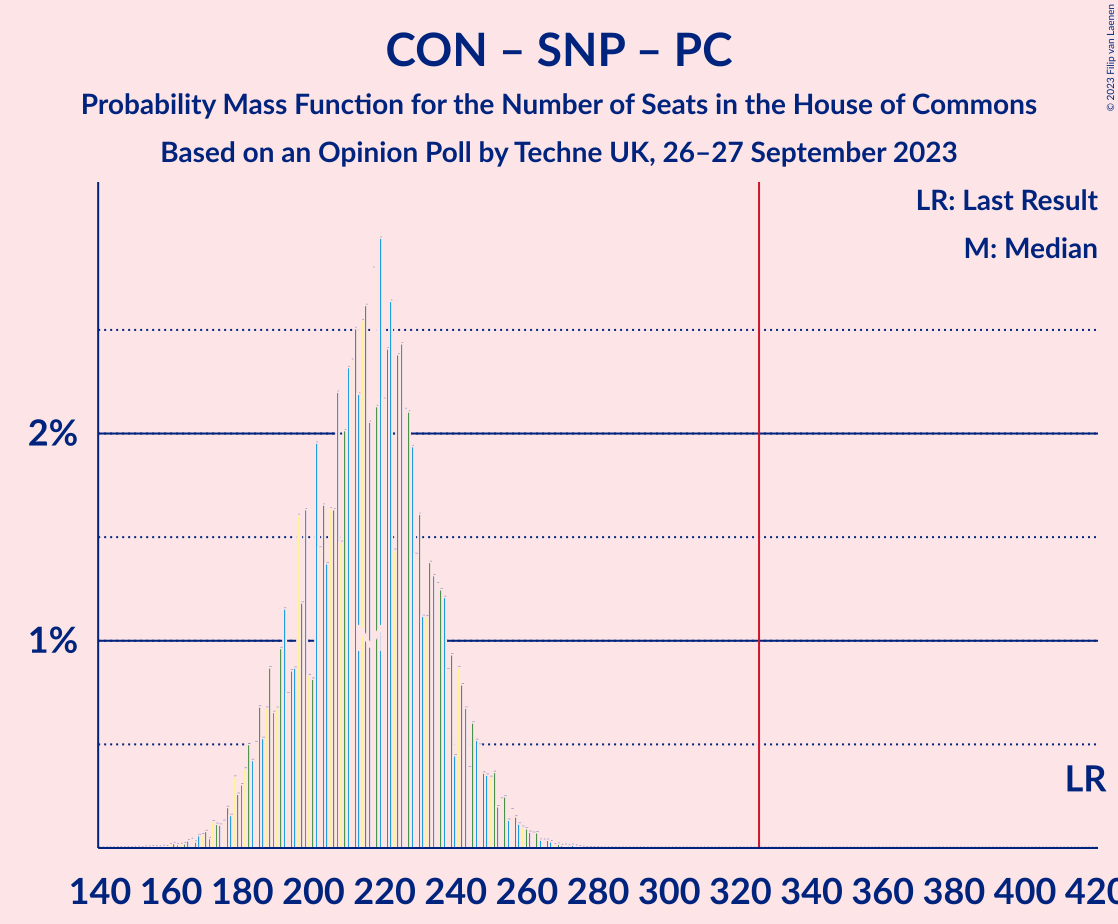 CON – SNP – PC
Probability Mass Function for the Number of Seats in the House of Commons
Based on an Opinion Poll by Techne UK, 26–27 September 2023
© 2023 Filip van Laenen
LR: Last Result
M: Median
2%
1%
M
LR
140 160 180 200 220 240 260 280 300 320 340 360 380 400 420